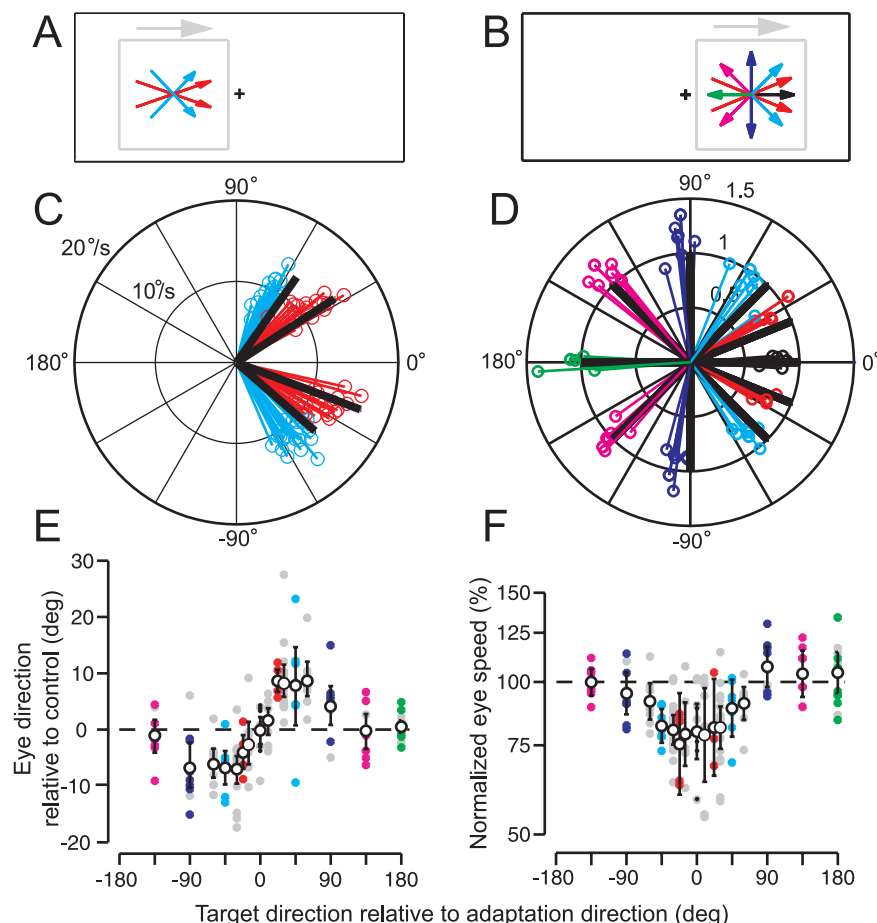 A
B
+
+
C
90°
20°/s
10°/s
180°
0°
-90°
D
90°
1.5
1
0.5
180°
0°
-90°
E
30
20
10
0
-10
-20
Eye direction
relative to control (deg)
-180
-90
0
90
180
F
150
125
100
75
50
Normalized eye speed (%)
-180
-90
0
90
180
Target direction relative to adaptation direction (deg)